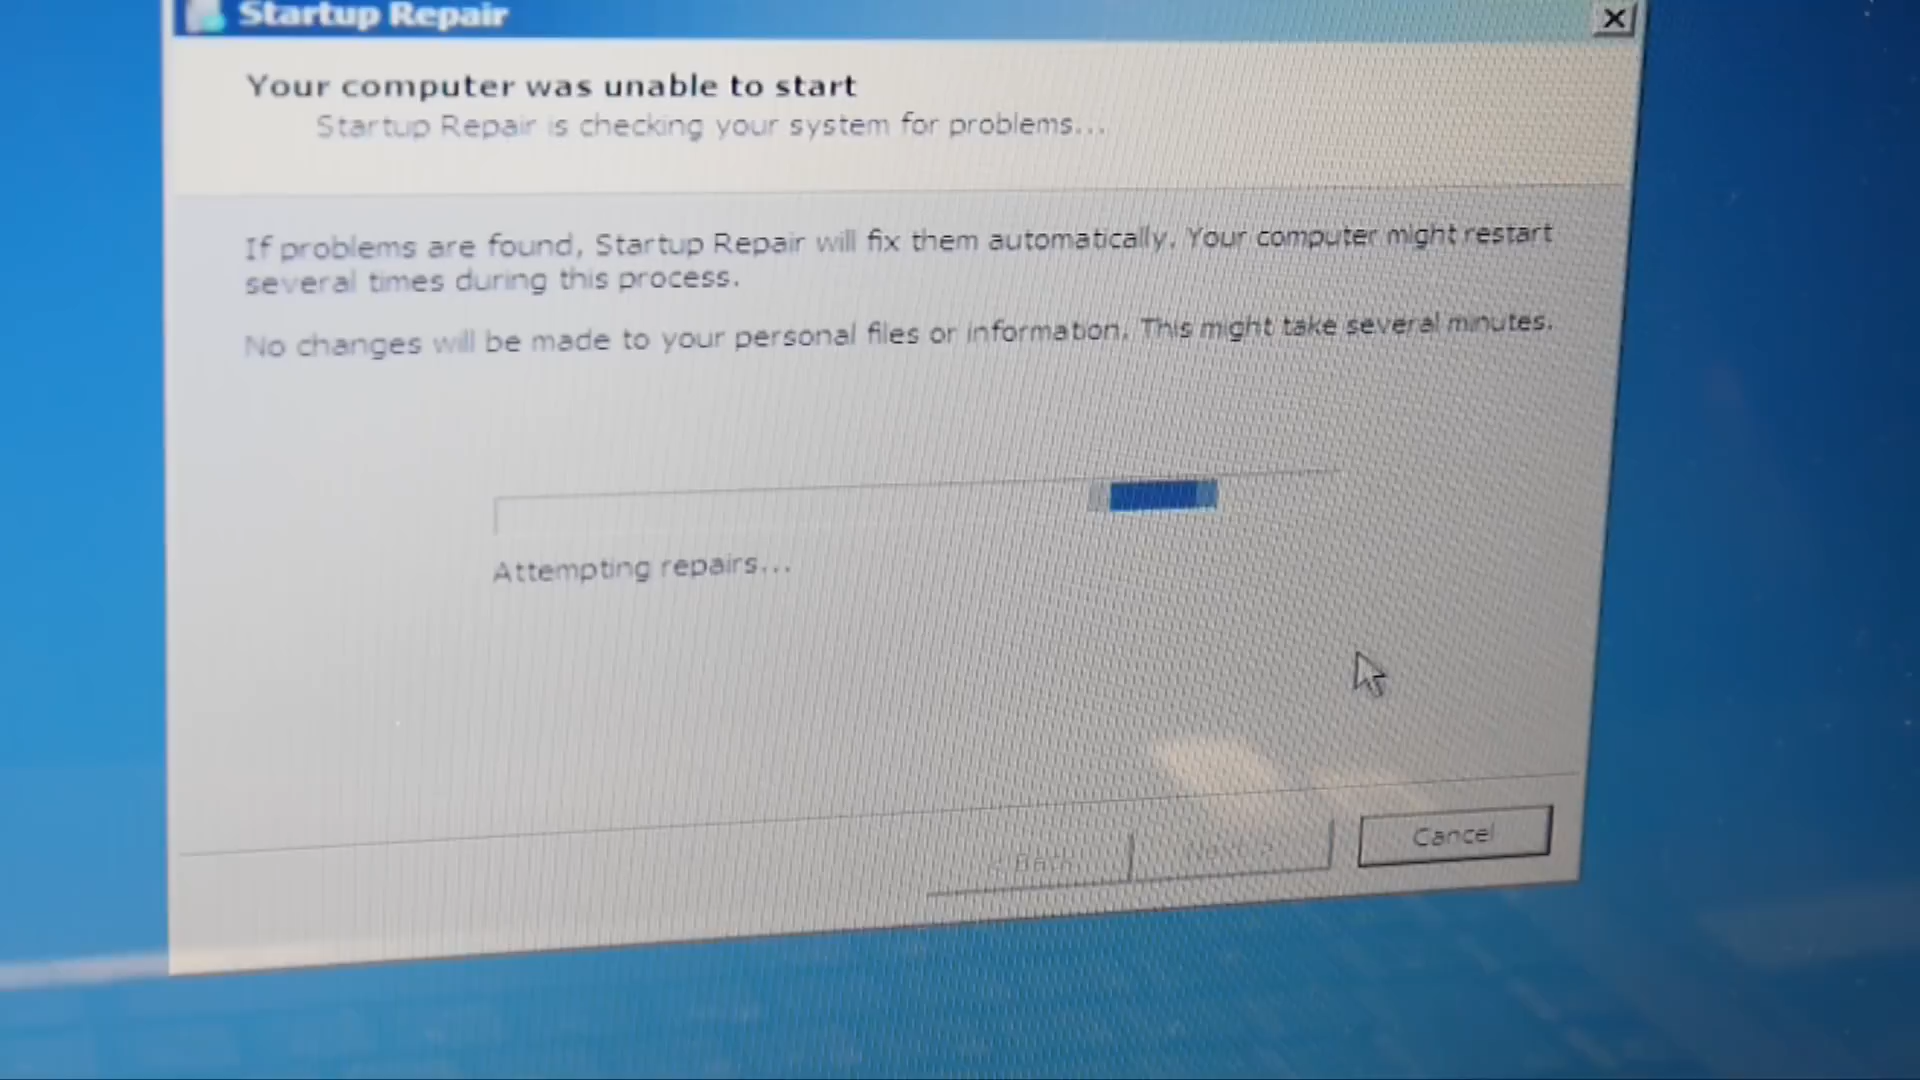 Startup Repair
Your computer was unable to start
Startup Repair is checking your system for problems...
If problems are found, Startup Repair will fix them automatically. Your computer might restart
several times during this process.
No changes will be made to your personal files or information. This might take several minutes.
Attempting repairs...
< Back
Next >
Cancel